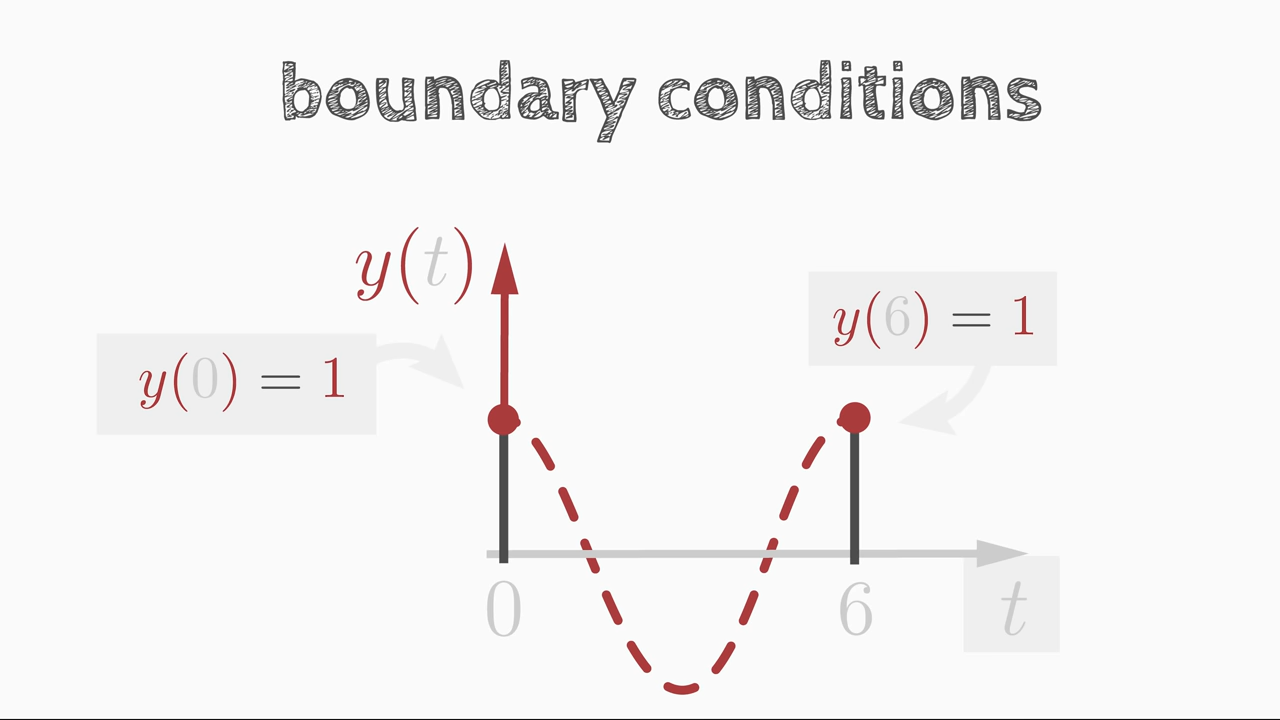 boundary conditions
y(t)
y(6) = 1
y(0) = 1
0
6
t